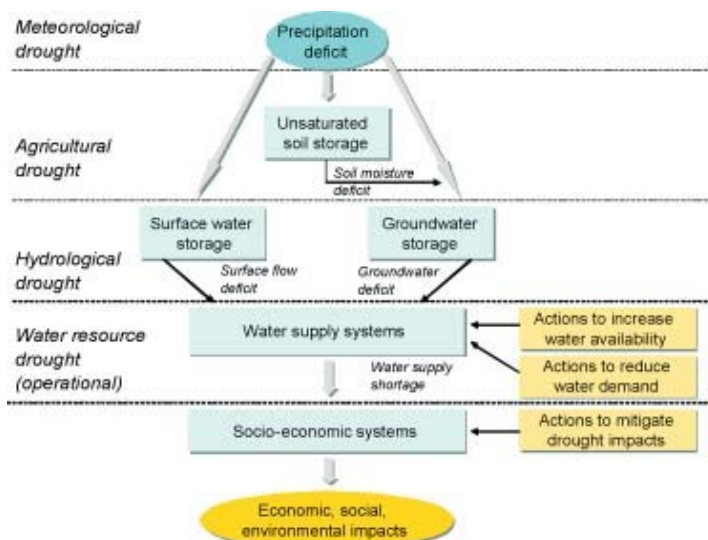 Meteorological
drought
Precipitation
deficit
Agricultural
drought
Unsaturated
soil storage
Soil moisture
deficit
Hydrological
drought
Surface water
storage
Groundwater
storage
Surface flow
deficit
Groundwater
deficit
Water resource
drought
(operational)
Water supply systems
Actions to increase
water availability
Water supply
shortage
Actions to reduce
water demand
Socio-economic systems
Actions to mitigate
drought impacts
Economic, social,
environmental impacts